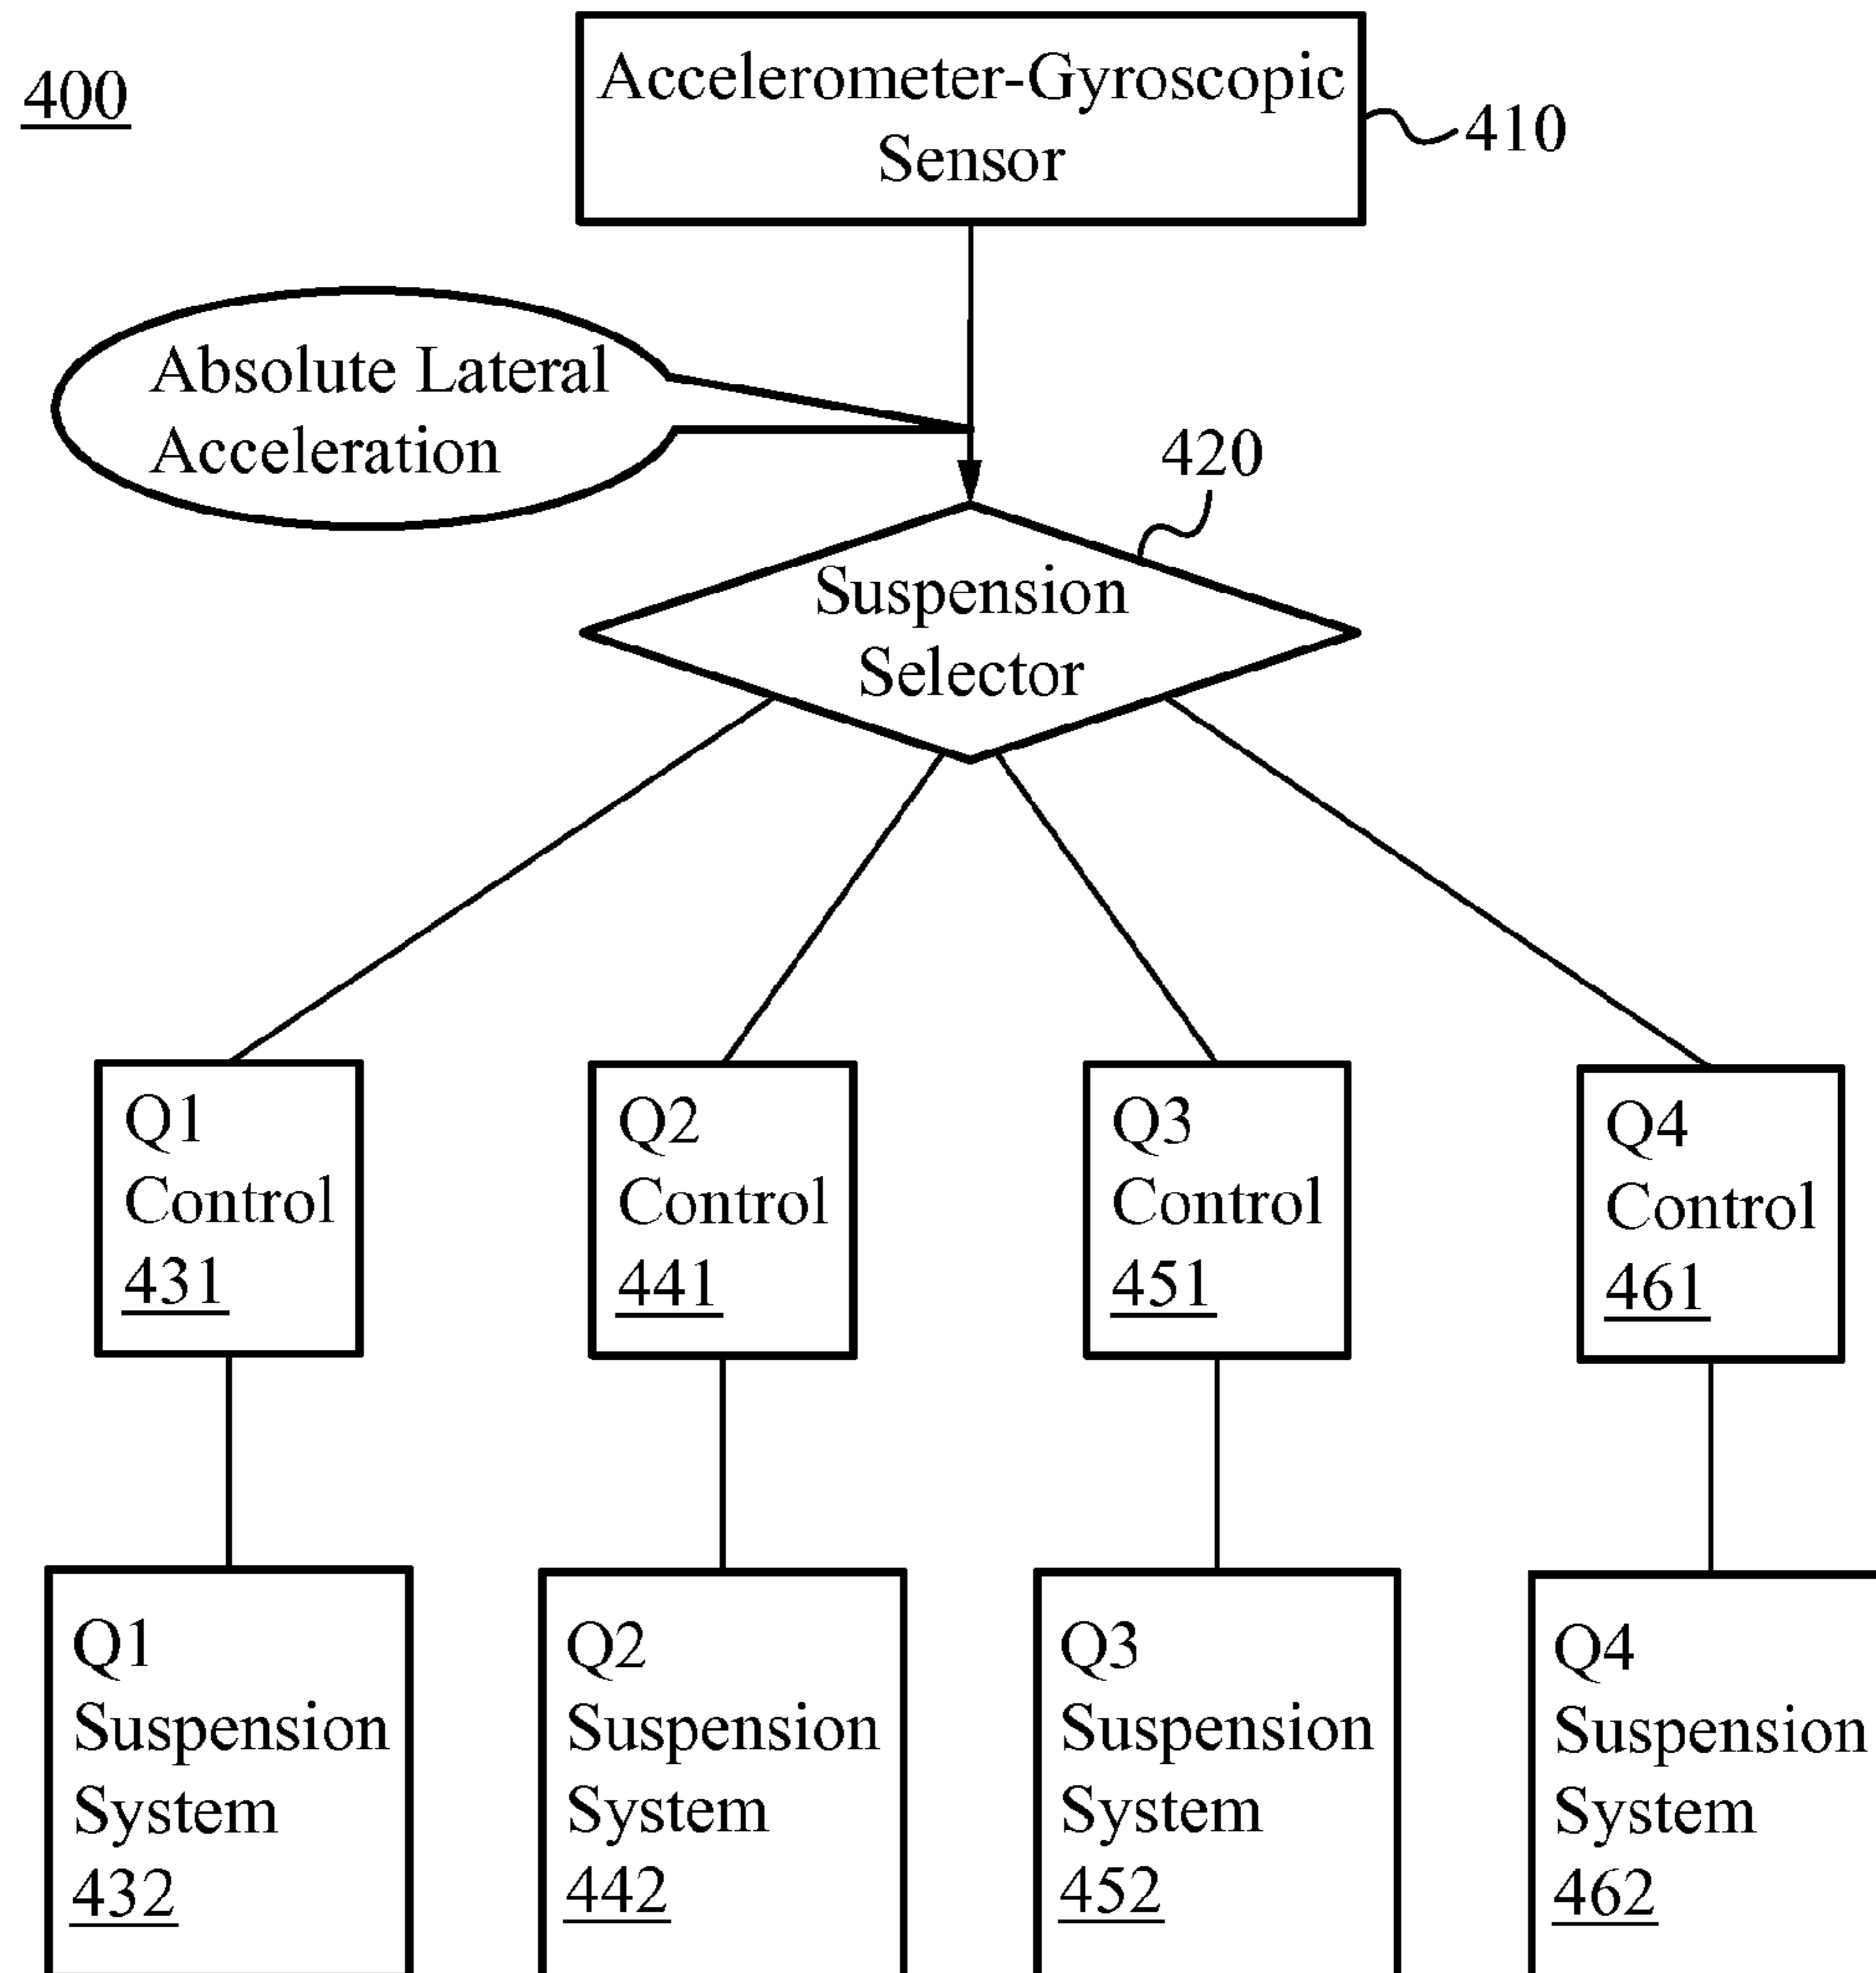 400
Accelerometer-Gyroscopic
Sensor
410
Absolute Lateral
Acceleration
420
Suspension
Selector
Q1
Control
431
Q2
Control
441
Q3
Control
451
Q4
Control
461
Q1
Suspension
System
432
Q2
Suspension
System
442
Q3
Suspension
System
452
Q4
Suspension
System
462